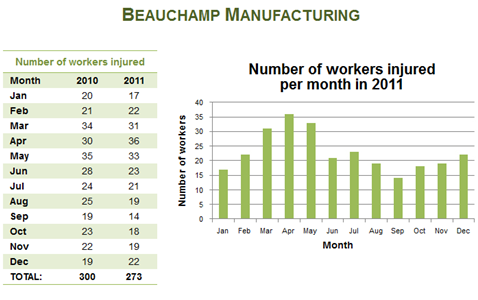 BEAUCHAMP MANUFACTURING
Number of workers injured
Month 2010 2011
Jan 20 17
Feb 21 22
Mar 34 31
Apr 30 36
May 35 33
Jun 28 23
Jul 24 21
Aug 25 19
Sep 19 14
Oct 23 18
Nov 22 19
Dec 19 22
TOTAL: 300 273
Number of workers injured
per month in 2011
Number of workers
40
35
30
25
20
15
10
5
0
Jan Feb Mar Apr May Jun Jul Aug Sep Oct Nov Dec
Month